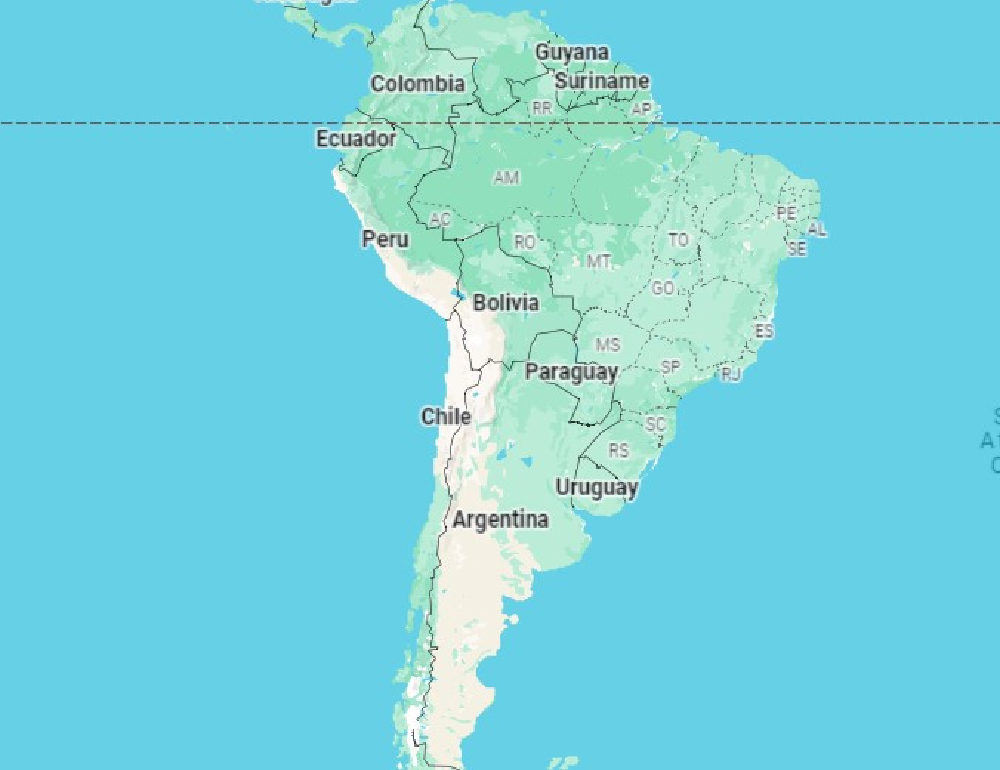 Guyana
Suriname
Colombia
RR
AP
Ecuador
AM
AC
PE
AL
Peru
RO
TO
SE
MT
GO
Bolivia
ES
MS
Paraguay
SP
RJ
Chile
SC
RS
Uruguay
Argentina